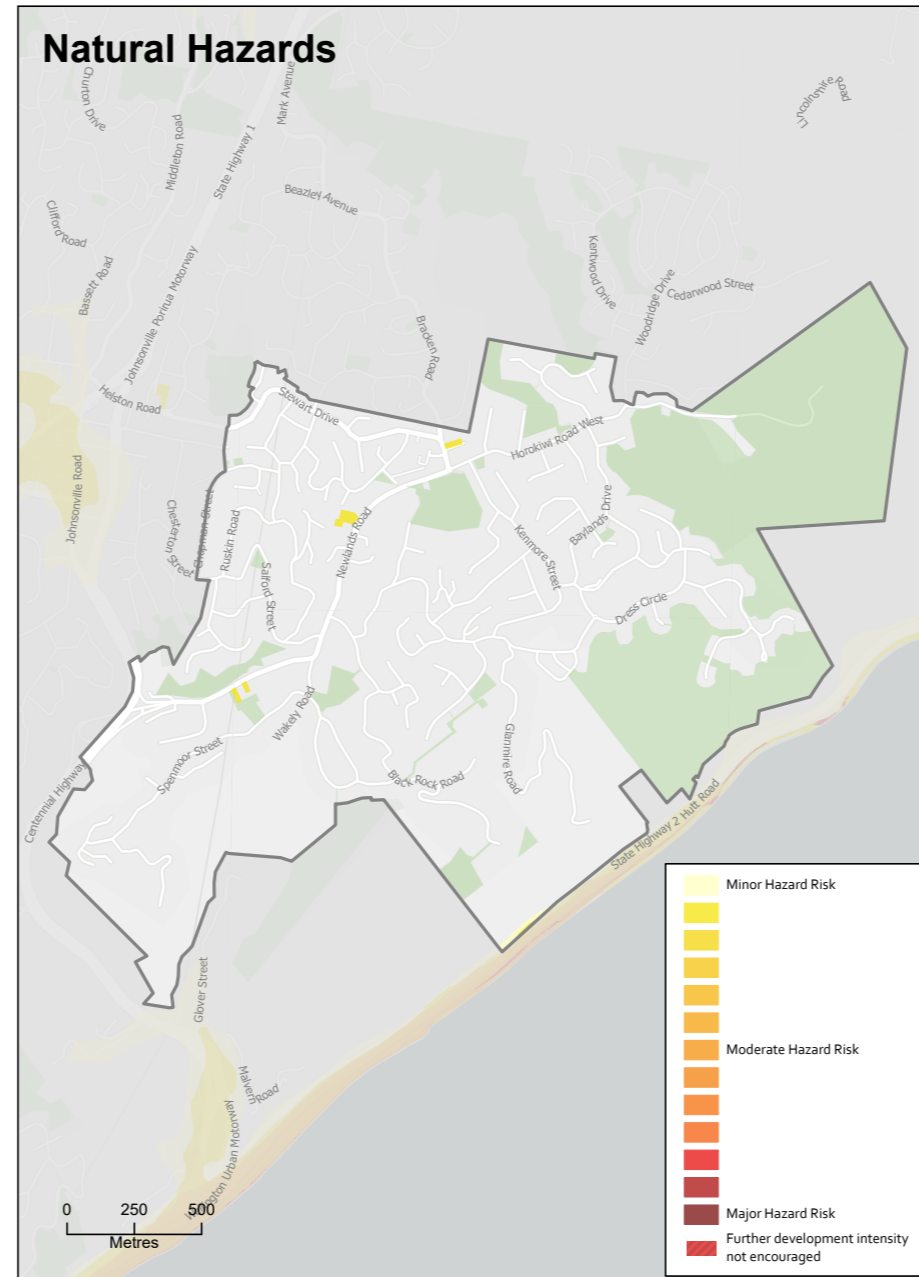 Natural Hazards
Churton Drive
Middleton Road
State Highway 1
Mark Avenue
Lincolnshire Road
Beazley Avenue
Clifford Road
Bassett Road
Johnsonville Porirua Motorway
Kentwood Drive
Woodridge Drive
Cedarwood Street
Bracken Road
Helston Road
Stewart Drive
Horokiwi Road West
Johnsonville Road
Chesterton Street
Chapman Street
Ruskin Road
Salford Street
Newlands Road
Kenmore Street
Baylands Drive
Dress Circle
Wakely Road
Spenmoor Street
Centennial Highway
Black Rock Road
Glanmire Road
State Highway 2 Hutt Road
Glover Street
Malvern Road
Wellington Urban Motorway
0 250 500
Metres
Minor Hazard Risk
Moderate Hazard Risk
Major Hazard Risk
Further development intensity
not encouraged